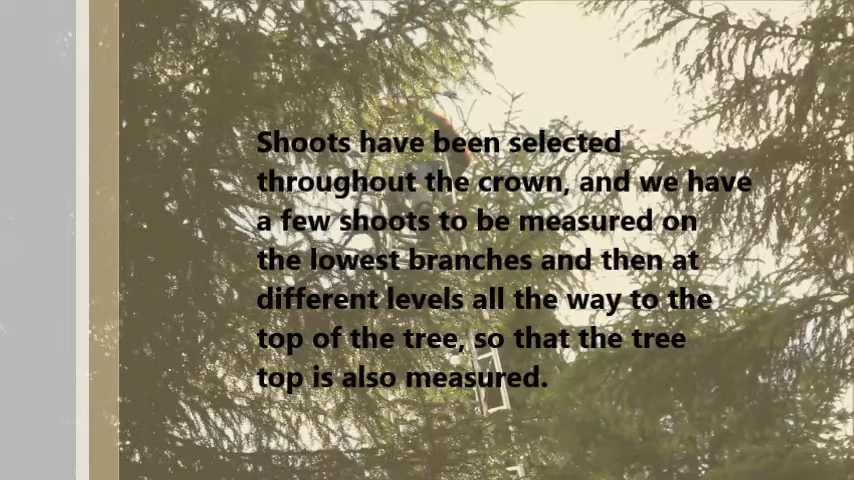 Shoots have been selected
throughout the crown, and we have
a few shoots to be measured on
the lowest branches and then at
different levels all the way to the
top of the tree, so that the tree
top is also measured.